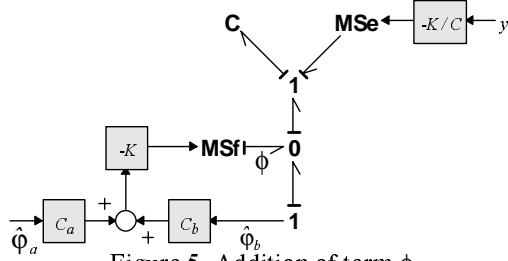 C MSe -K/C y
1
-K MSf ϕ 0
+
C_a C_b 1
+
φ̂_a φ̂_b
Figure 5. Addition of term ϕ